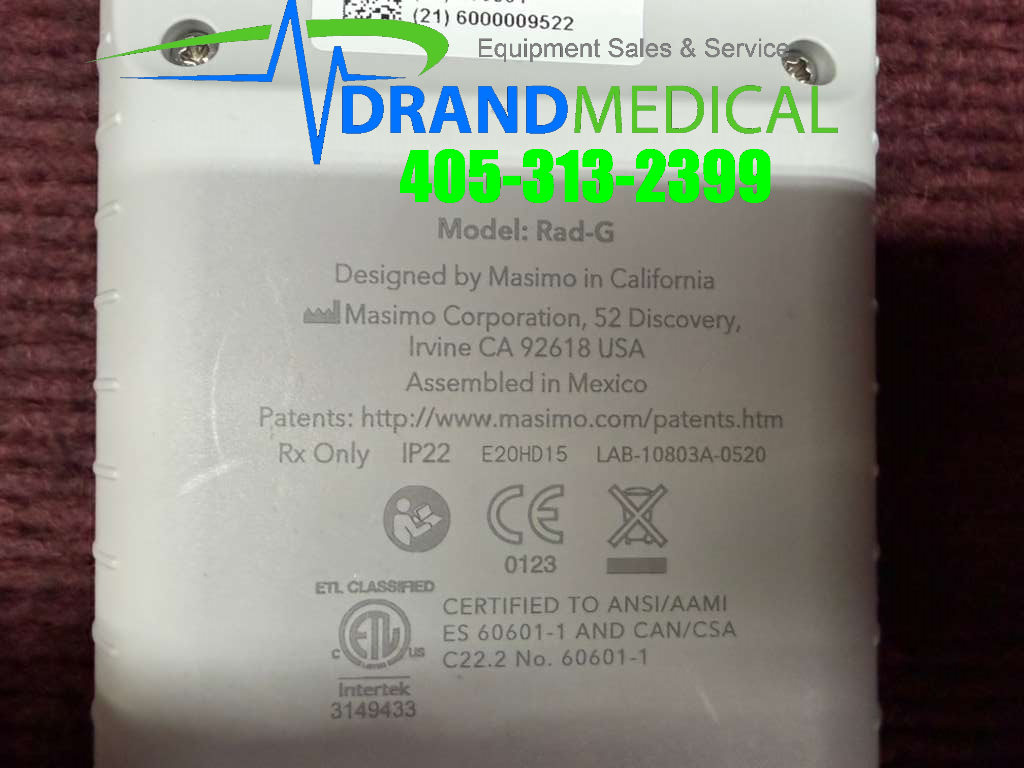 (21) 6000009522
Equipment Sales & Service
DRANDMEDICAL
405-313-2399
Model: Rad-G
Designed by Masimo in California
Masimo Corporation, 52 Discovery,
Irvine CA 92618 USA
Assembled in Mexico
Patents: http://www.masimo.com/patents.htm
Rx Only IP22 E20HD15 LAB-10803A-0520
CE
0123
ETL CLASSIFIED
ETL
C US
CERTIFIED TO ANSI/AAMI
ES 60601-1 AND CAN/CSA
C22.2 No. 60601-1
Intertek
3149433